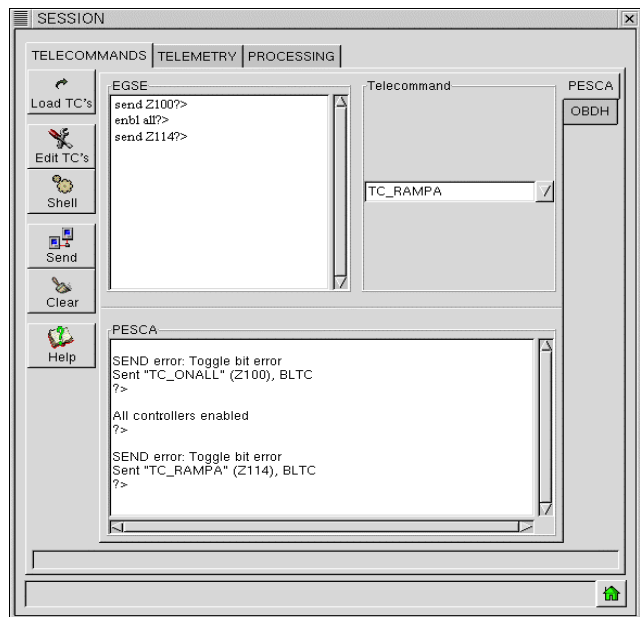 SESSION
TELECOMMANDS TELEMETRY PROCESSING
Load TC's
Edit TC's
Shell
Send
Clear
Help
EGSE
send Z100?>
enbl all?>
send Z114?>
Telecommand
TC_RAMPA
PESCA
OBDH
PESCA
SEND error: Toggle bit error
Sent "TC_ONALL" (Z100), BLTC
?>
All controllers enabled
?>
SEND error: Toggle bit error
Sent "TC_RAMPA" (Z114), BLTC
?>